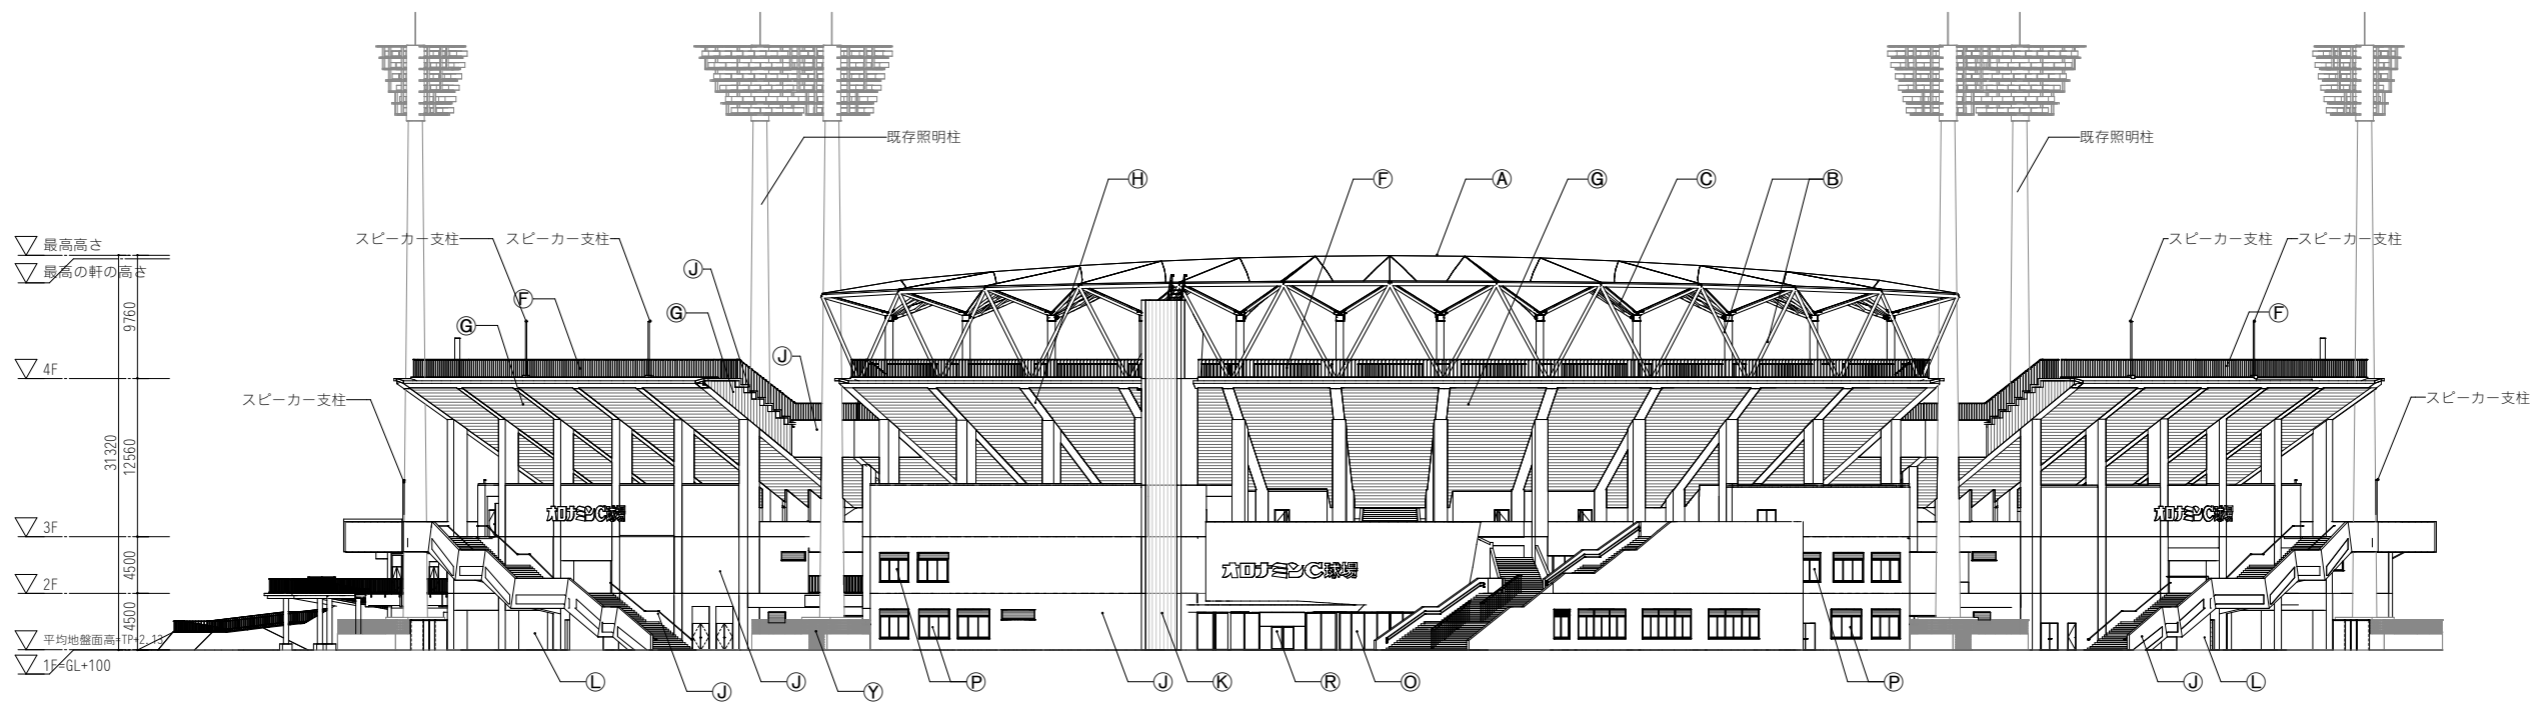 既存照明柱
既存照明柱
Ⓗ
Ⓕ
Ⓐ
Ⓖ
Ⓒ
Ⓑ
最高高さ
スピーカー支柱
スピーカー支柱
スピーカー支柱
スピーカー支柱
最高の軒の高さ
Ⓙ
Ⓕ
Ⓖ
Ⓖ
Ⓕ
9760
Ⓙ
4F
スピーカー支柱
スピーカー支柱
31320
12560
オロナミンC球場
オロナミンC球場
3F
4500
オロナミンC球場
2F
4500
平均地盤面高=TP+2.13
1F=GL+100
Ⓛ
Ⓙ
Ⓙ
Ⓨ
Ⓟ
Ⓙ
Ⓚ
Ⓡ
Ⓞ
Ⓟ
Ⓙ
Ⓛ